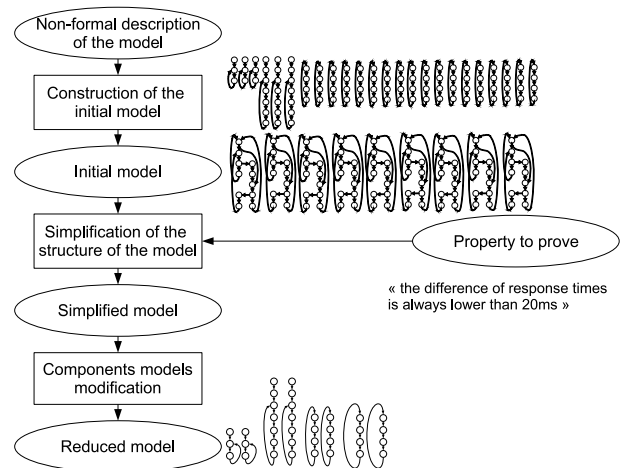 Non-formal description
of the model
Construction of the
initial model
Initial model
Simplification of the
structure of the model
Property to prove
« the difference of response times
is always lower than 20ms »
Simplified model
Components models
modification
Reduced model